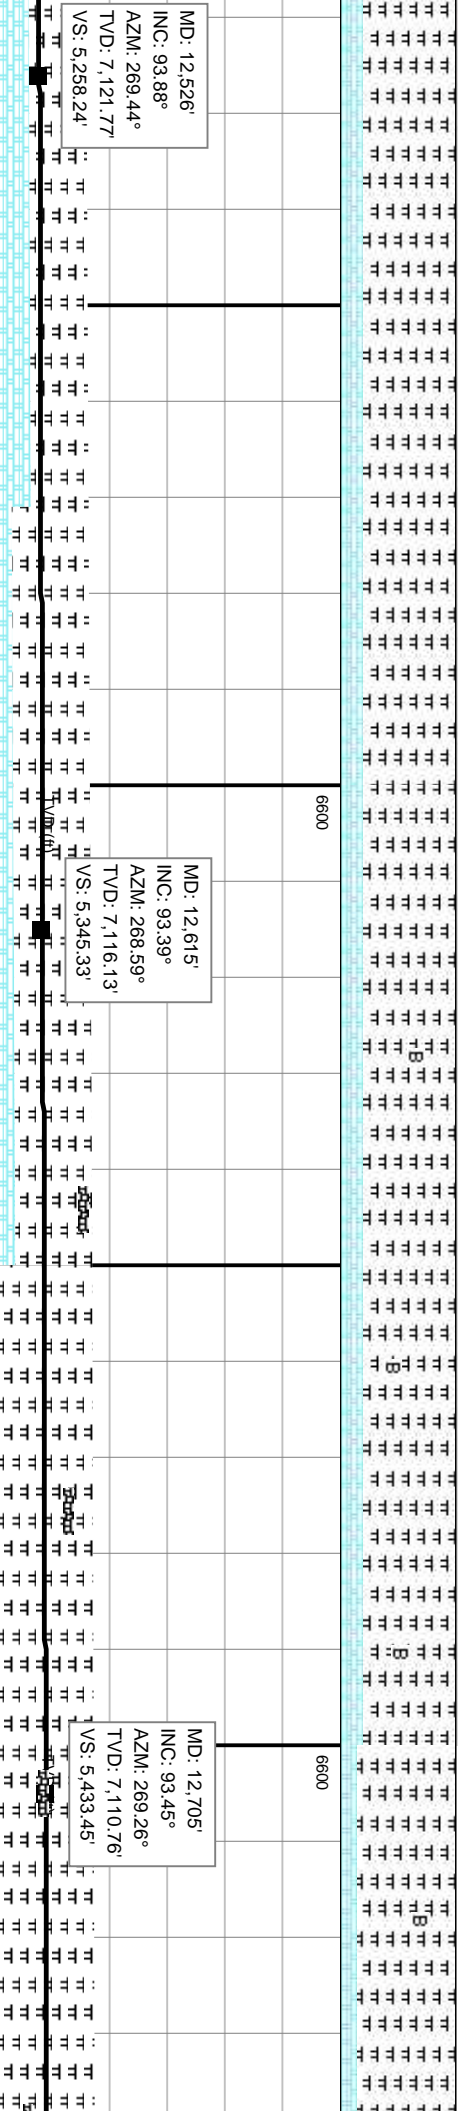 MD: 12,526'
INC: 93.88°
AZM: 269.44°
TVD: 7,121.77'
VS: 5,258.24'
6600
MD: 12,615'
INC: 93.39°
AZM: 268.59°
TVD: 7,116.13'
VS: 5,345.33'
B
B
B
6600
MD: 12,705'
INC: 93.45°
AZM: 269.26°
TVD: 7,110.76'
VS: 5,433.45'
B